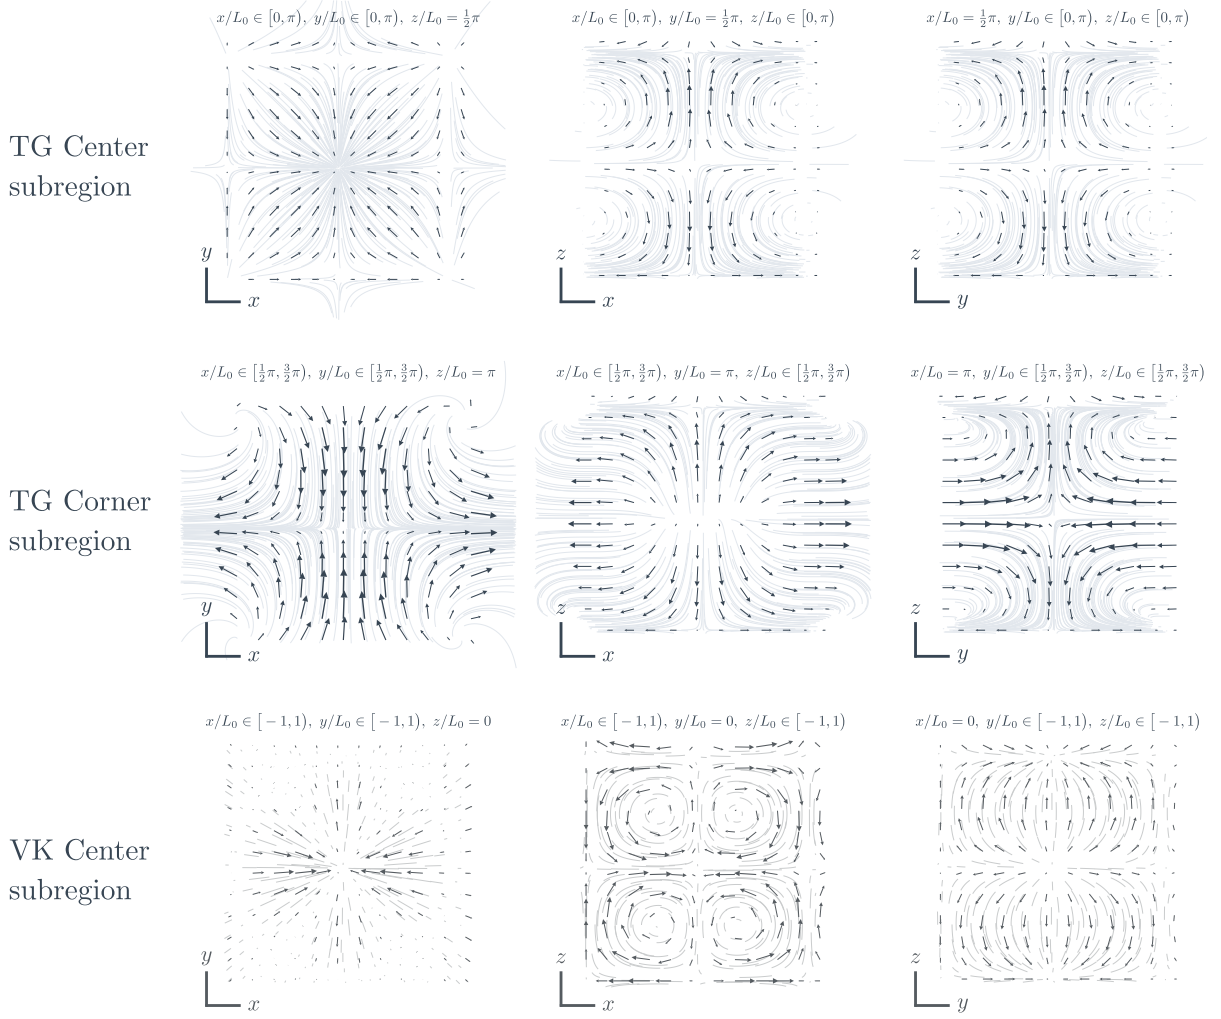 x/L₀ ∈ [0, π), y/L₀ ∈ [0, π), z/L₀ = ½π
x/L₀ ∈ [0, π), y/L₀ = ½π, z/L₀ ∈ [0, π)
x/L₀ = ½π, y/L₀ ∈ [0, π), z/L₀ ∈ [0, π)
TG Center
subregion
y
x
z
x
z
y
x/L₀ ∈ [½π, 3/2π), y/L₀ ∈ [½π, 3/2π), z/L₀ = π
x/L₀ ∈ [½π, 3/2π), y/L₀ = π, z/L₀ ∈ [½π, 3/2π)
x/L₀ = π, y/L₀ ∈ [½π, 3/2π), z/L₀ ∈ [½π, 3/2π)
TG Corner
subregion
y
x
z
x
z
y
x/L₀ ∈ [−1, 1), y/L₀ ∈ [−1, 1), z/L₀ = 0
x/L₀ ∈ [−1, 1), y/L₀ = 0, z/L₀ ∈ [−1, 1)
x/L₀ = 0, y/L₀ ∈ [−1, 1), z/L₀ ∈ [−1, 1)
VK Center
subregion
y
x
z
x
z
y